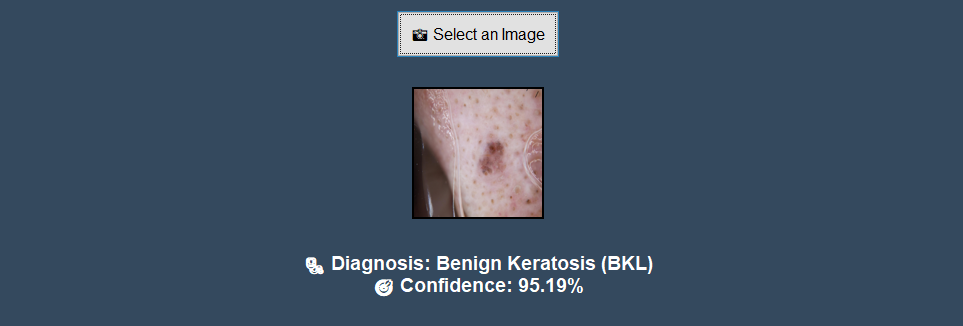 Select an Image
Diagnosis: Benign Keratosis (BKL)
Confidence: 95.19%